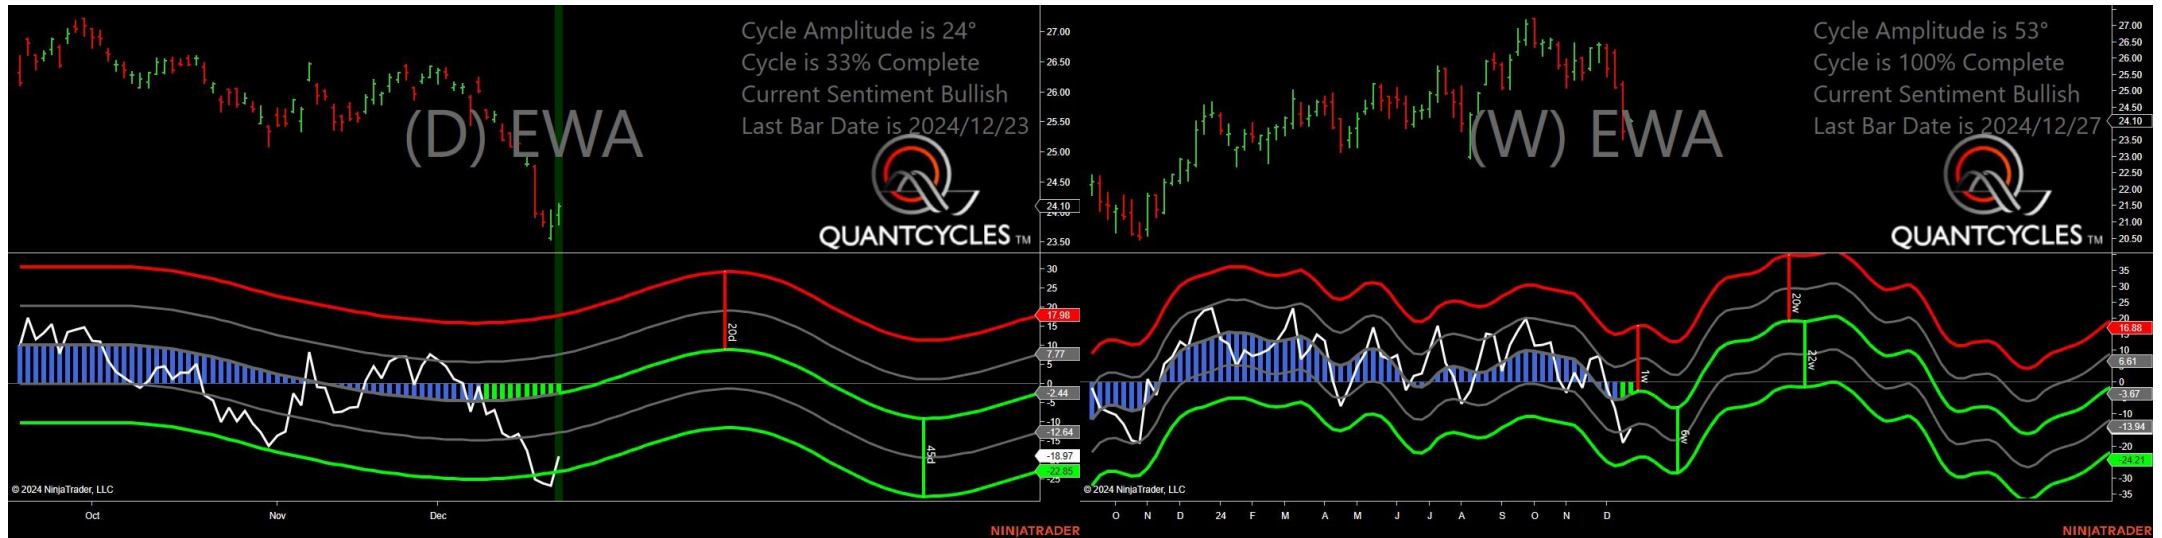 Cycle Amplitude is 24°
Cycle is 33% Complete
Current Sentiment Bullish
Last Bar Date is 2024/12/23
(D) EWA
QUANTCYCLES TM
27.00
26.50
26.00
25.50
25.00
24.50
24.10
24.00
23.50
30
25
20
17.98
15
10
7.77
5
0
-2.44
-5
-10
-12.64
-15
-18.97
-22.85
-25
20d
45d
© 2024 NinjaTrader, LLC
Oct
Nov
Dec
NINJATRADER
Cycle Amplitude is 53°
Cycle is 100% Complete
Current Sentiment Bullish
Last Bar Date is 2024/12/27
(W) EWA
QUANTCYCLES TM
27.00
26.50
26.00
25.50
25.00
24.50
24.10
23.50
23.00
22.50
22.00
21.50
21.00
20.50
35
30
25
20
16.88
15
10
6.61
5
0
-3.67
-10
-13.94
-20
-24.21
-30
-35
1w
6w
20w
22w
© 2024 NinjaTrader, LLC
O N D 24 F M A M J J A S O N D
NINJATRADER